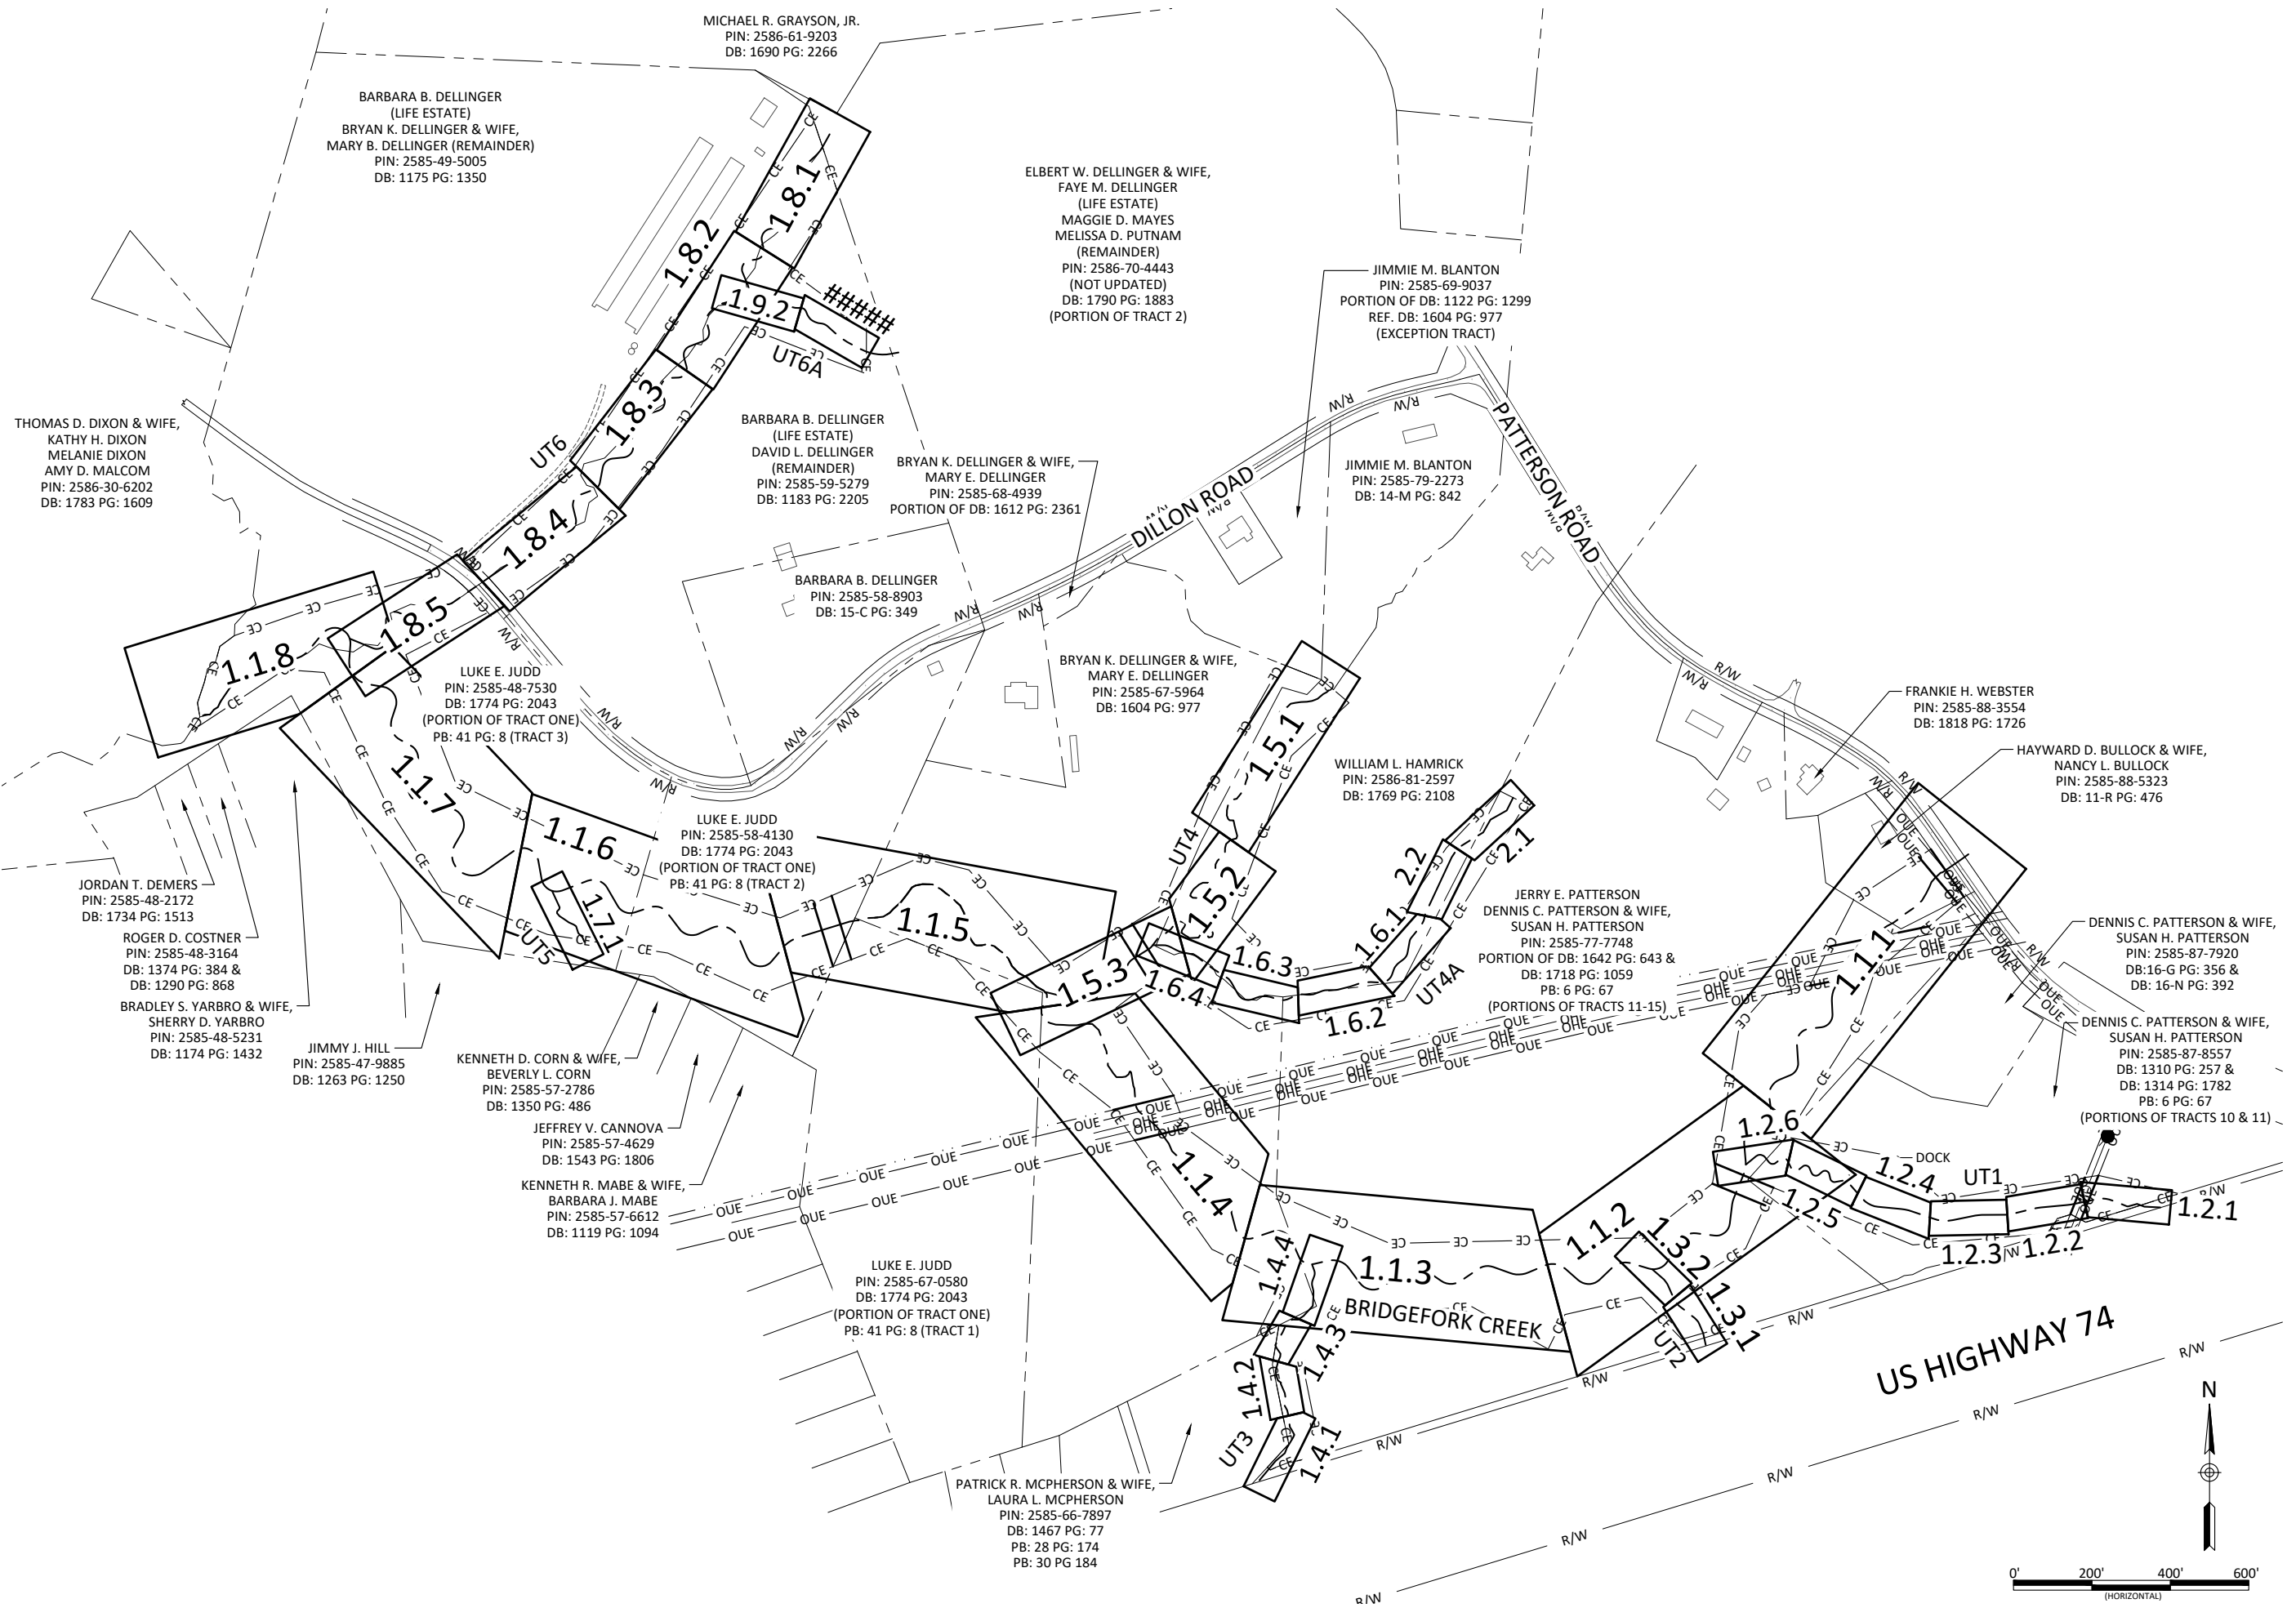 MICHAEL R. GRAYSON, JR.
PIN: 2586-61-9203
DB: 1690 PG: 2266
BARBARA B. DELLINGER
(LIFE ESTATE)
BRYAN K. DELLINGER & WIFE,
MARY B. DELLINGER (REMAINDER)
PIN: 2585-49-5005
DB: 1175 PG: 1350
ELBERT W. DELLINGER & WIFE,
FAYE M. DELLINGER
(LIFE ESTATE)
MAGGIE D. MAYES
MELISSA D. PUTNAM
(REMAINDER)
PIN: 2586-70-4443
(NOT UPDATED)
DB: 1790 PG: 1883
(PORTION OF TRACT 2)
JIMMIE M. BLANTON
PIN: 2585-69-9037
PORTION OF DB: 1122 PG: 1299
REF. DB: 1604 PG: 977
(EXCEPTION TRACT)
1.8.1
1.8.2
1.9.2
#####
UT6A
1.8.3
UT6
1.8.4
1.8.5
THOMAS D. DIXON & WIFE,
KATHY H. DIXON
MELANIE DIXON
AMY D. MALCOM
PIN: 2586-30-6202
DB: 1783 PG: 1609
BARBARA B. DELLINGER
(LIFE ESTATE)
DAVID L. DELLINGER
(REMAINDER)
PIN: 2585-59-5279
DB: 1183 PG: 2205
BRYAN K. DELLINGER & WIFE,
MARY E. DELLINGER
PIN: 2585-68-4939
PORTION OF DB: 1612 PG: 2361
DILLON ROAD
JIMMIE M. BLANTON
PIN: 2585-79-2273
DB: 14-M PG: 842
PATTERSON ROAD
BARBARA B. DELLINGER
PIN: 2585-58-8903
DB: 15-C PG: 349
1.1.8
LUKE E. JUDD
PIN: 2585-48-7530
DB: 1774 PG: 2043
(PORTION OF TRACT ONE)
PB: 41 PG: 8 (TRACT 3)
BRYAN K. DELLINGER & WIFE,
MARY E. DELLINGER
PIN: 2585-67-5964
DB: 1604 PG: 977
FRANKIE H. WEBSTER
PIN: 2585-88-3554
DB: 1818 PG: 1726
HAYWARD D. BULLOCK & WIFE,
NANCY L. BULLOCK
PIN: 2585-88-5323
DB: 11-R PG: 476
WILLIAM L. HAMRICK
PIN: 2586-81-2597
DB: 1769 PG: 2108
1.5.1
1.1.7
1.1.6
LUKE E. JUDD
PIN: 2585-58-4130
DB: 1774 PG: 2043
(PORTION OF TRACT ONE)
PB: 41 PG: 8 (TRACT 2)
UT4
1.5.2
2.2
2.1
JORDAN T. DEMERS
PIN: 2585-48-2172
DB: 1734 PG: 1513
ROGER D. COSTNER
PIN: 2585-48-3164
DB: 1374 PG: 384 &
DB: 1290 PG: 868
BRADLEY S. YARBRO & WIFE,
SHERRY D. YARBRO
PIN: 2585-48-5231
DB: 1174 PG: 1432
JIMMY J. HILL
PIN: 2585-47-9885
DB: 1263 PG: 1250
1.7.1
UT5
1.1.5
1.5.3
1.6.4
1.6.3
1.6.1
1.6.2
UT4A
JERRY E. PATTERSON
DENNIS C. PATTERSON & WIFE,
SUSAN H. PATTERSON
PIN: 2585-77-7748
PORTION OF DB: 1642 PG: 643 &
DB: 1718 PG: 1059
PB: 6 PG: 67
(PORTIONS OF TRACTS 11-15)
1.1.1
DENNIS C. PATTERSON & WIFE,
SUSAN H. PATTERSON
PIN: 2585-87-7920
DB:16-G PG: 356 &
DB: 16-N PG: 392
DENNIS C. PATTERSON & WIFE,
SUSAN H. PATTERSON
PIN: 2585-87-8557
DB: 1310 PG: 257 &
DB: 1314 PG: 1782
PB: 6 PG: 67
(PORTIONS OF TRACTS 10 & 11)
KENNETH D. CORN & WIFE,
BEVERLY L. CORN
PIN: 2585-57-2786
DB: 1350 PG: 486
JEFFREY V. CANNOVA
PIN: 2585-57-4629
DB: 1543 PG: 1806
KENNETH R. MABE & WIFE,
BARBARA J. MABE
PIN: 2585-57-6612
DB: 1119 PG: 1094
1.1.4
1.2.6
DOCK
1.2.4
UT1
1.2.5
1.2.3
1.2.2
1.2.1
1.1.2
1.3.2
1.3.1
UT2
1.1.3
BRIDGEFORK CREEK
1.4.4
1.4.3
1.4.2
1.4.1
UT3
LUKE E. JUDD
PIN: 2585-67-0580
DB: 1774 PG: 2043
(PORTION OF TRACT ONE)
PB: 41 PG: 8 (TRACT 1)
US HIGHWAY 74
PATRICK R. MCPHERSON & WIFE,
LAURA L. MCPHERSON
PIN: 2585-66-7897
DB: 1467 PG: 77
PB: 28 PG: 174
PB: 30 PG 184
CE
R/W
OUE
OHE
N
0' 200' 400' 600'
(HORIZONTAL)